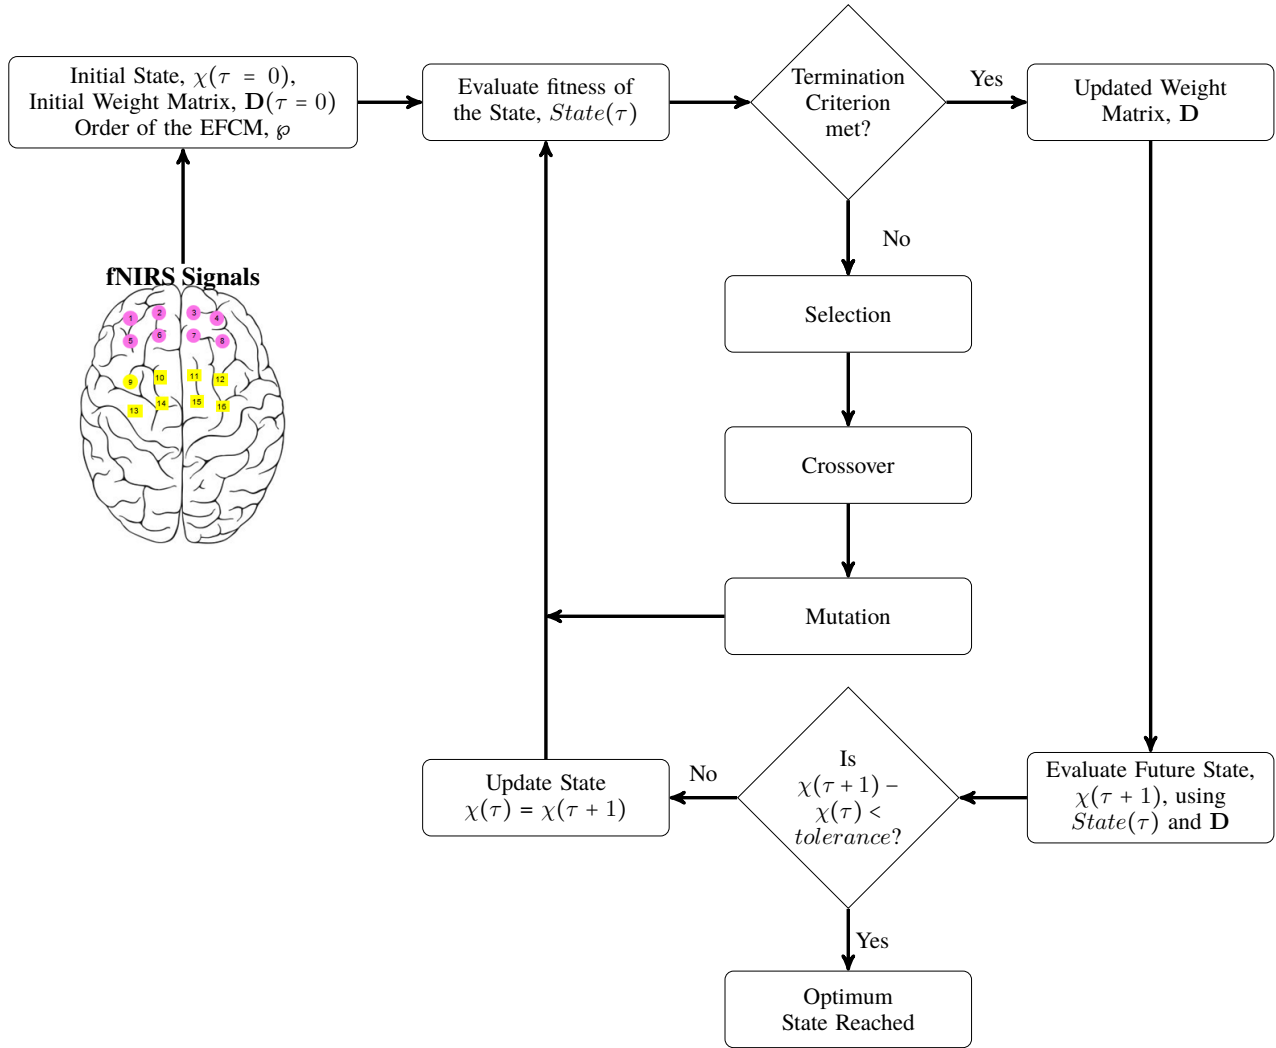 Initial State, χ(τ = 0),
Initial Weight Matrix, D(τ = 0)
Order of the EFCM, ℘
Evaluate fitness of
the State, State(τ)
Termination
Criterion
met?
Yes
Updated Weight
Matrix, D
No
fNIRS Signals
1
2
3
4
5
6
7
8
9
10
11
12
13
14
15
16
Selection
Crossover
Mutation
Evaluate Future State,
χ(τ + 1), using
State(τ) and D
Is
χ(τ + 1) −
χ(τ) <
tolerance?
No
Update State
χ(τ) = χ(τ + 1)
Yes
Optimum
State Reached